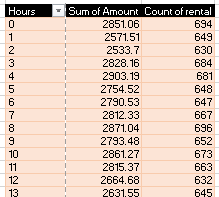 Hours Sum of Amount Count of rental
0 2851.06 694
1 2571.51 649
2 2533.7 630
3 2828.16 684
4 2903.19 681
5 2754.52 648
6 2790.53 647
7 2812.33 667
8 2871.04 696
9 2793.48 652
10 2861.27 673
11 2815.37 663
12 2664.68 632
13 2631.55 645